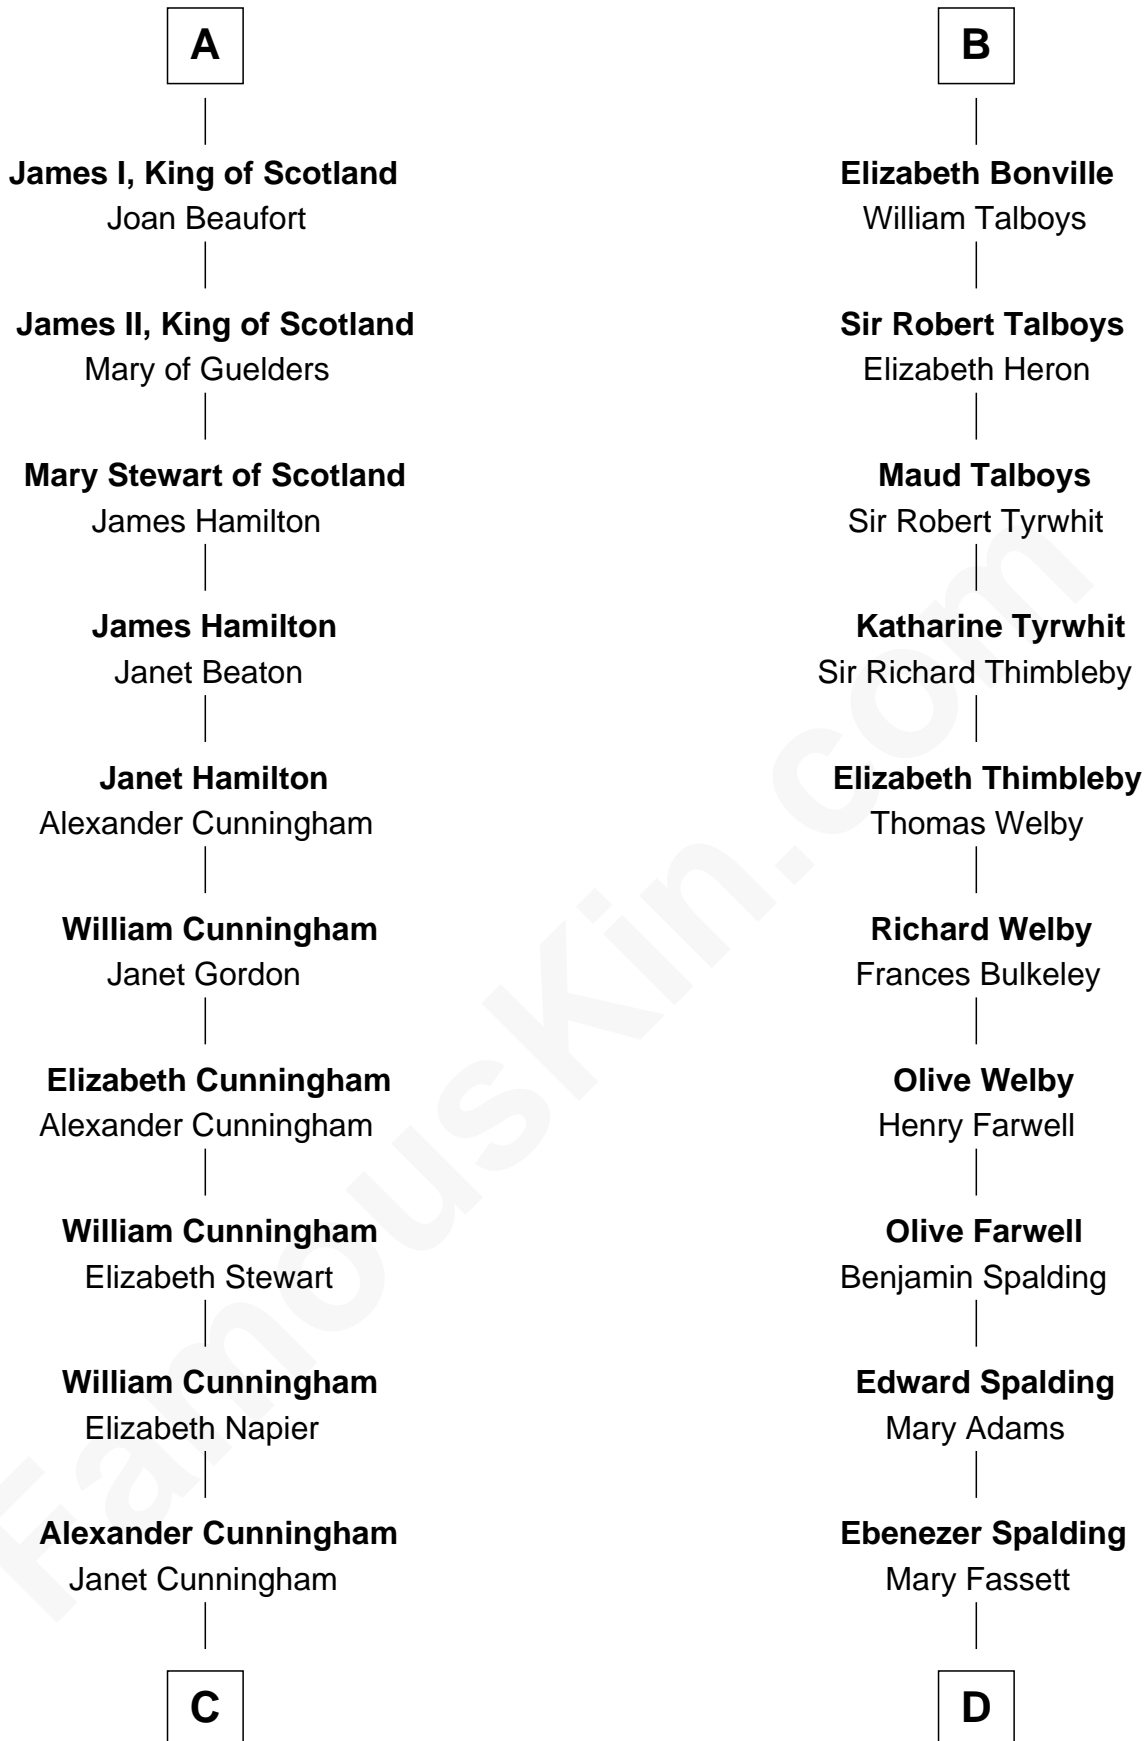 A
James I, King of Scotland
Joan Beaufort
James II, King of Scotland
Mary of Guelders
Mary Stewart of Scotland
James Hamilton
James Hamilton
Janet Beaton
Janet Hamilton
Alexander Cunningham
William Cunningham
Janet Gordon
Elizabeth Cunningham
Alexander Cunningham
William Cunningham
Elizabeth Stewart
William Cunningham
Elizabeth Napier
Alexander Cunningham
Janet Cunningham
C
B
Elizabeth Bonville
William Talboys
Sir Robert Talboys
Elizabeth Heron
Maud Talboys
Sir Robert Tyrwhit
Katharine Tyrwhit
Sir Richard Thimbleby
Elizabeth Thimbleby
Thomas Welby
Richard Welby
Frances Bulkeley
Olive Welby
Henry Farwell
Olive Farwell
Benjamin Spalding
Edward Spalding
Mary Adams
Ebenezer Spalding
Mary Fassett
D
FamousKin.com